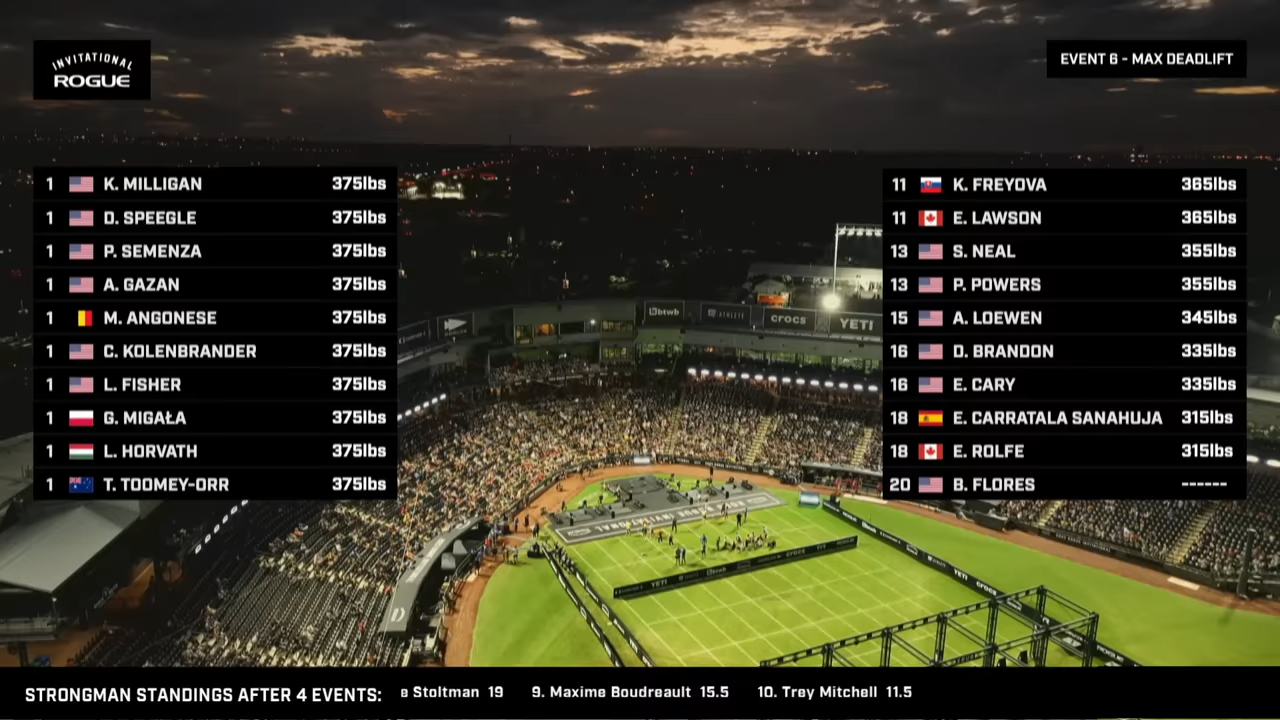 INVITATIONAL
ROGUE
EVENT 6 - MAX DEADLIFT
1 K. MILLIGAN 375lbs
1 D. SPEEGLE 375lbs
1 P. SEMENZA 375lbs
1 A. GAZAN 375lbs
1 M. ANGONESE 375lbs
1 C. KOLENBRANDER 375lbs
1 L. FISHER 375lbs
1 G. MIGAŁA 375lbs
1 L. HORVATH 375lbs
1 T. TOOMEY-ORR 375lbs
11 K. FREYOVA 365lbs
11 E. LAWSON 365lbs
13 S. NEAL 355lbs
13 P. POWERS 355lbs
15 A. LOEWEN 345lbs
16 D. BRANDON 335lbs
16 E. CARY 335lbs
18 E. CARRATALA SANAHUJA 315lbs
18 E. ROLFE 315lbs
20 B. FLORES ------
btwb
crocs
YETI
STRONGMAN STANDINGS AFTER 4 EVENTS: e Stoltman 19 9. Maxime Boudreault 15.5 10. Trey Mitchell 11.5